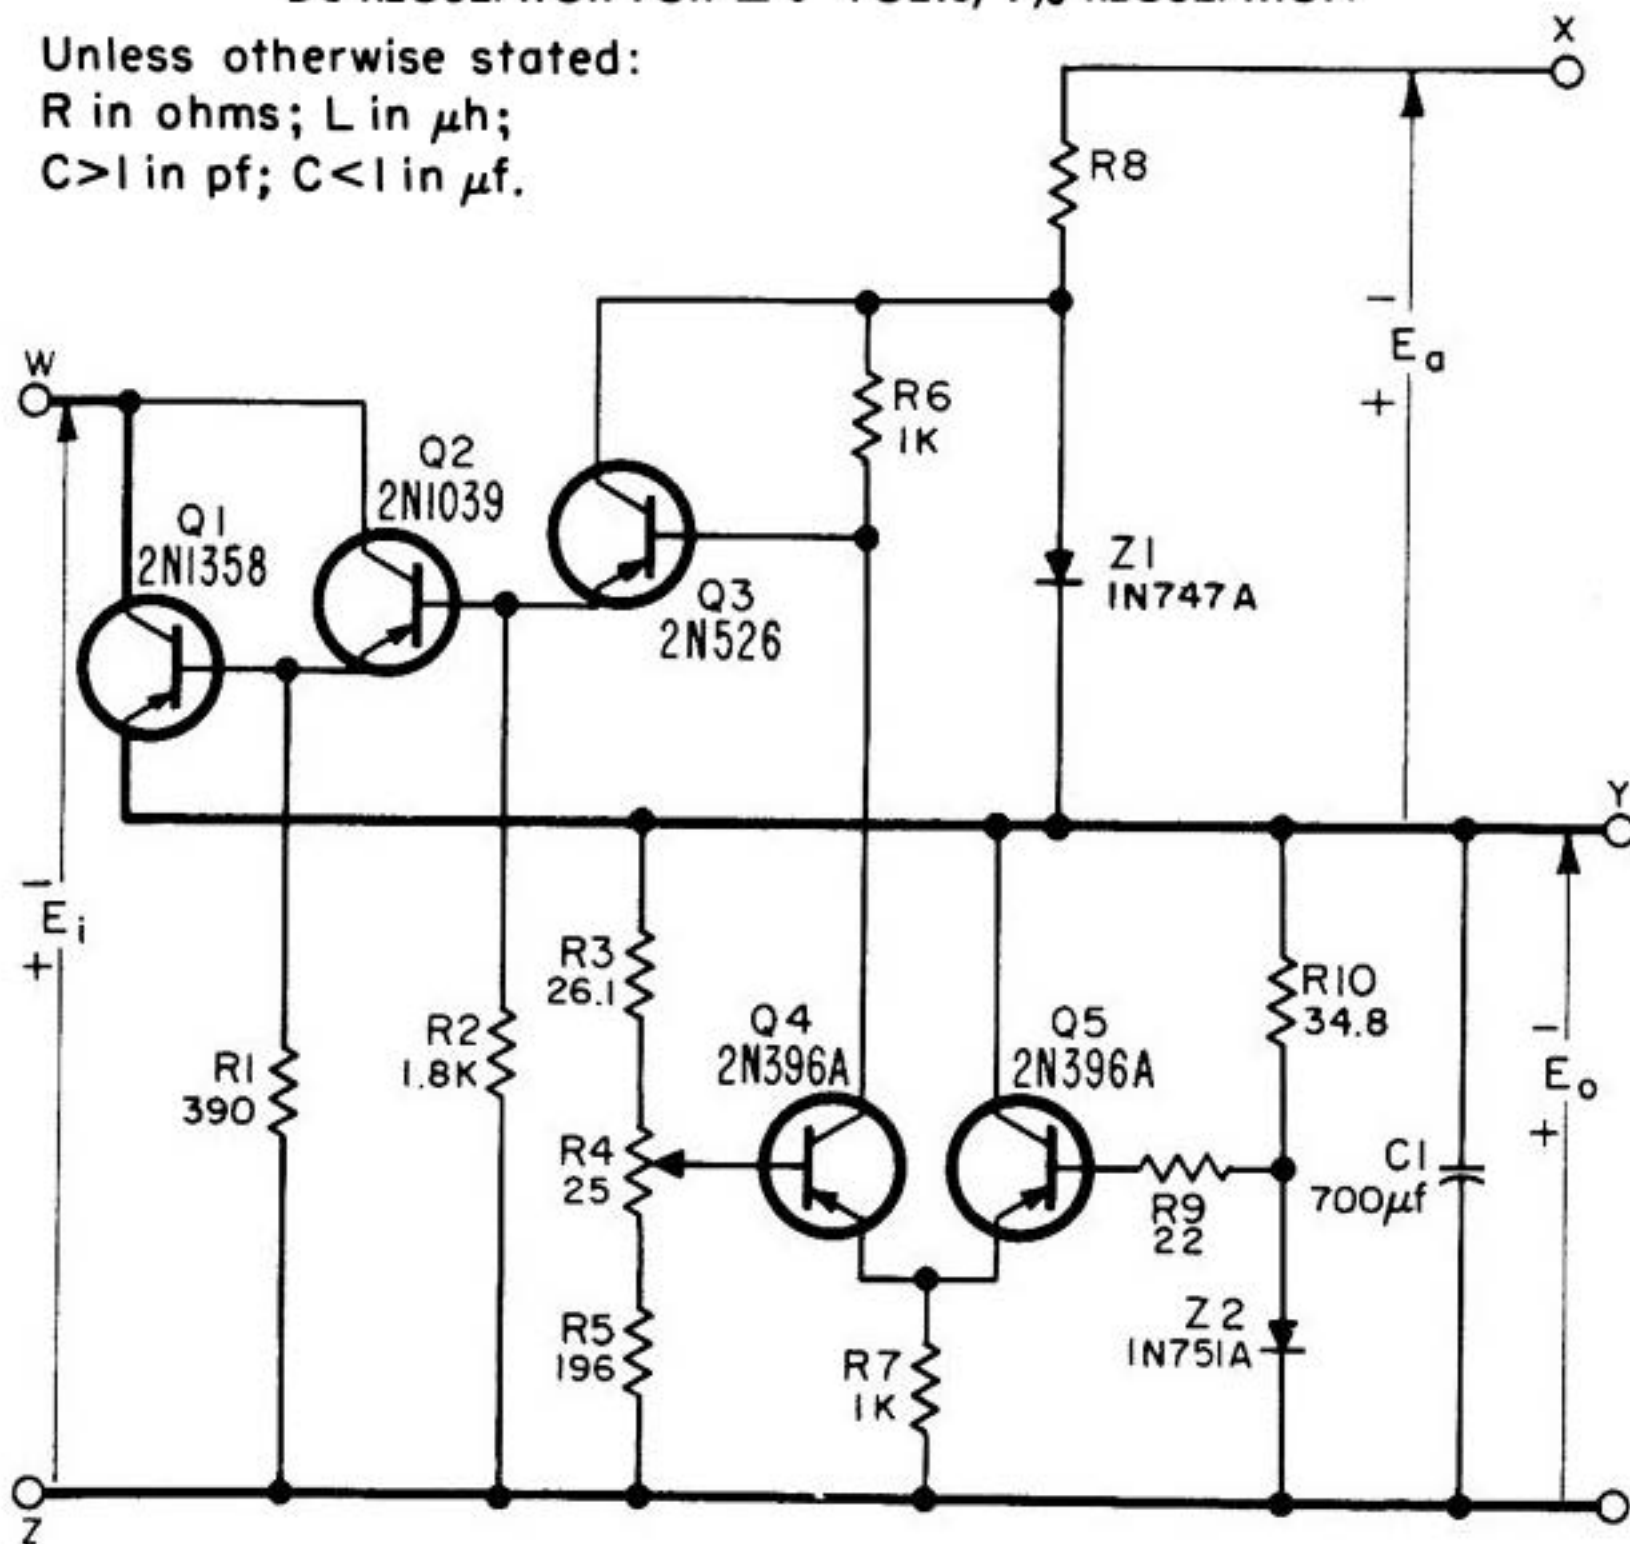 Unless otherwise stated:
R in ohms; L in μh;
C>1 in pf; C<1 in μf.
X
R8
W
R6
1K
Q2
2N1039
Q1
2N1358
Q3
2N526
Z1
1N747A
−
Ea
+
Y
−
Ei
+
R3
26.1
R1
390
R2
1.8K
R4
25
R5
196
Q4
2N396A
Q5
2N396A
R7
1K
R9
22
R10
34.8
Z2
1N751A
C1
700μf
−
Eo
+
Z